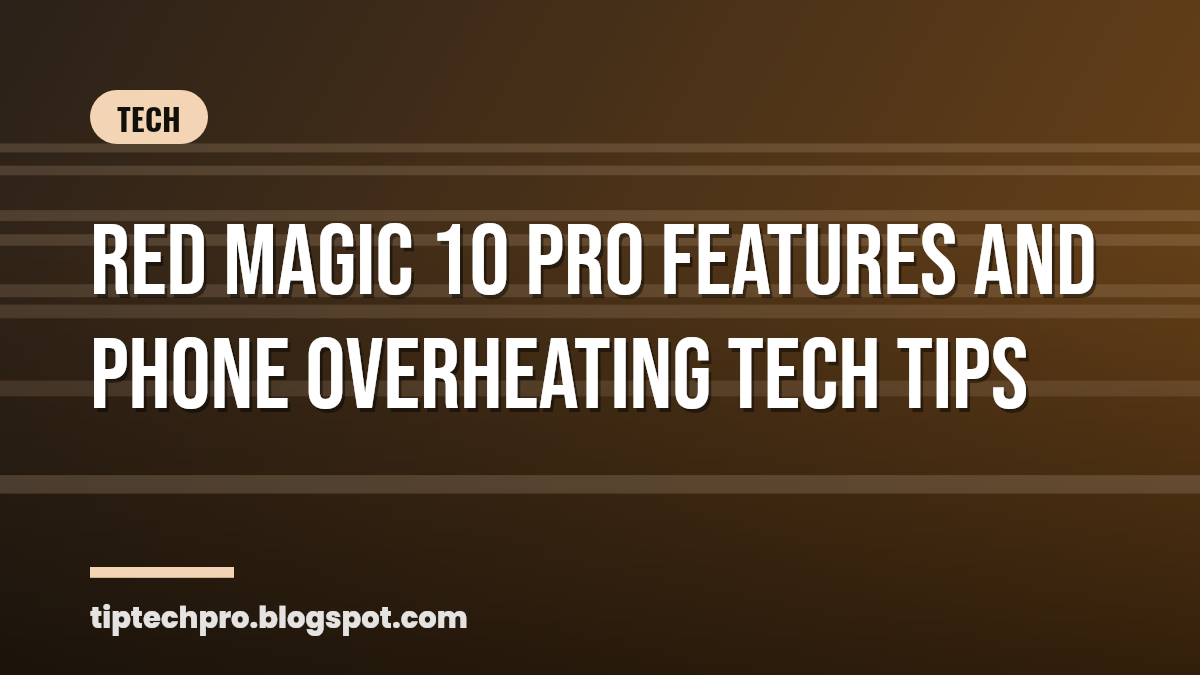 TECH
RED MAGIC 10 PRO FEATURES AND
PHONE OVERHEATING TECH TIPS
tiptechpro.blogspot.com